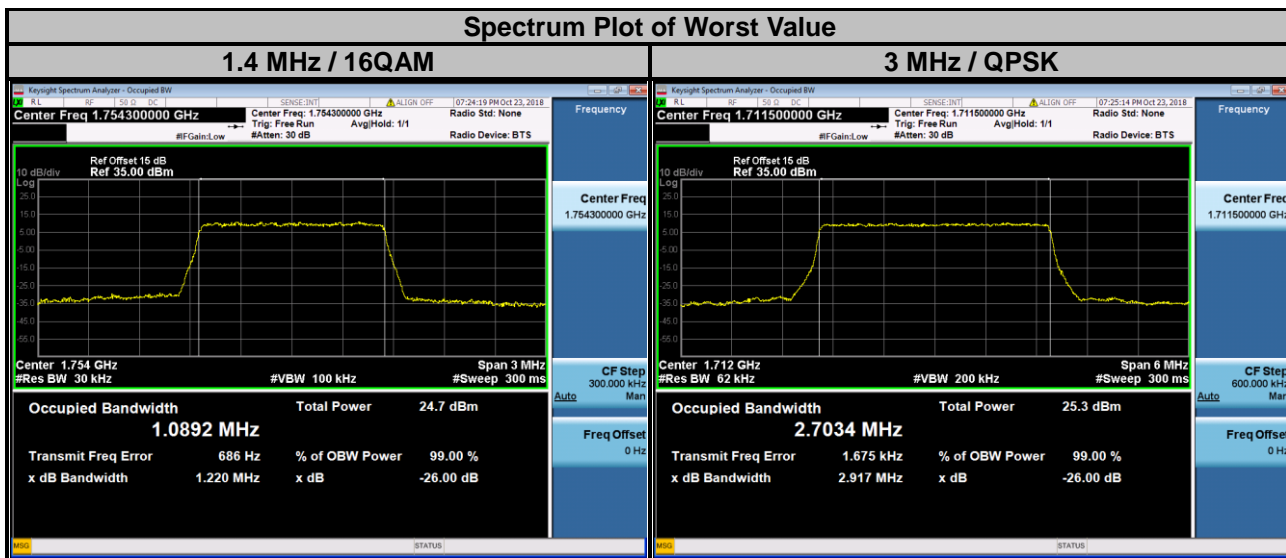 Spectrum Plot of Worst Value
1.4 MHz / 16QAM
Keysight Spectrum Analyzer - Occupied BW
RL RF 50 Ω DC SENSE:INT ALIGN OFF 07:24:19 PM Oct 23, 2018
Center Freq 1.754300000 GHz
Center Freq: 1.754300000 GHz
Radio Std: None
Trig: Free Run Avg|Hold: 1/1
#IFGain:Low #Atten: 30 dB Radio Device: BTS
Frequency
Ref Offset 15 dB
10 dB/div Ref 35.00 dBm
Log
25.0
15.0
5.00
-5.00
-15.0
-25.0
-35.0
-45.0
-55.0
Center Freq
1.754300000 GHz
Center 1.754 GHz Span 3 MHz
#Res BW 30 kHz #VBW 100 kHz #Sweep 300 ms
CF Step
300.000 kHz
Auto Man
Occupied Bandwidth Total Power 24.7 dBm
1.0892 MHz
Transmit Freq Error 686 Hz % of OBW Power 99.00 %
x dB Bandwidth 1.220 MHz x dB -26.00 dB
Freq Offset
0 Hz
MSG STATUS
3 MHz / QPSK
Keysight Spectrum Analyzer - Occupied BW
RL RF 50 Ω DC SENSE:INT ALIGN OFF 07:25:14 PM Oct 23, 2018
Center Freq 1.711500000 GHz
Center Freq: 1.711500000 GHz
Radio Std: None
Trig: Free Run Avg|Hold: 1/1
#IFGain:Low #Atten: 30 dB Radio Device: BTS
Frequency
Ref Offset 15 dB
10 dB/div Ref 35.00 dBm
Log
25.0
15.0
5.00
-5.00
-15.0
-25.0
-35.0
-45.0
-55.0
Center Freq
1.711500000 GHz
Center 1.712 GHz Span 6 MHz
#Res BW 62 kHz #VBW 200 kHz #Sweep 300 ms
CF Step
600.000 kHz
Auto Man
Occupied Bandwidth Total Power 25.3 dBm
2.7034 MHz
Transmit Freq Error 1.675 kHz % of OBW Power 99.00 %
x dB Bandwidth 2.917 MHz x dB -26.00 dB
Freq Offset
0 Hz
MSG STATUS